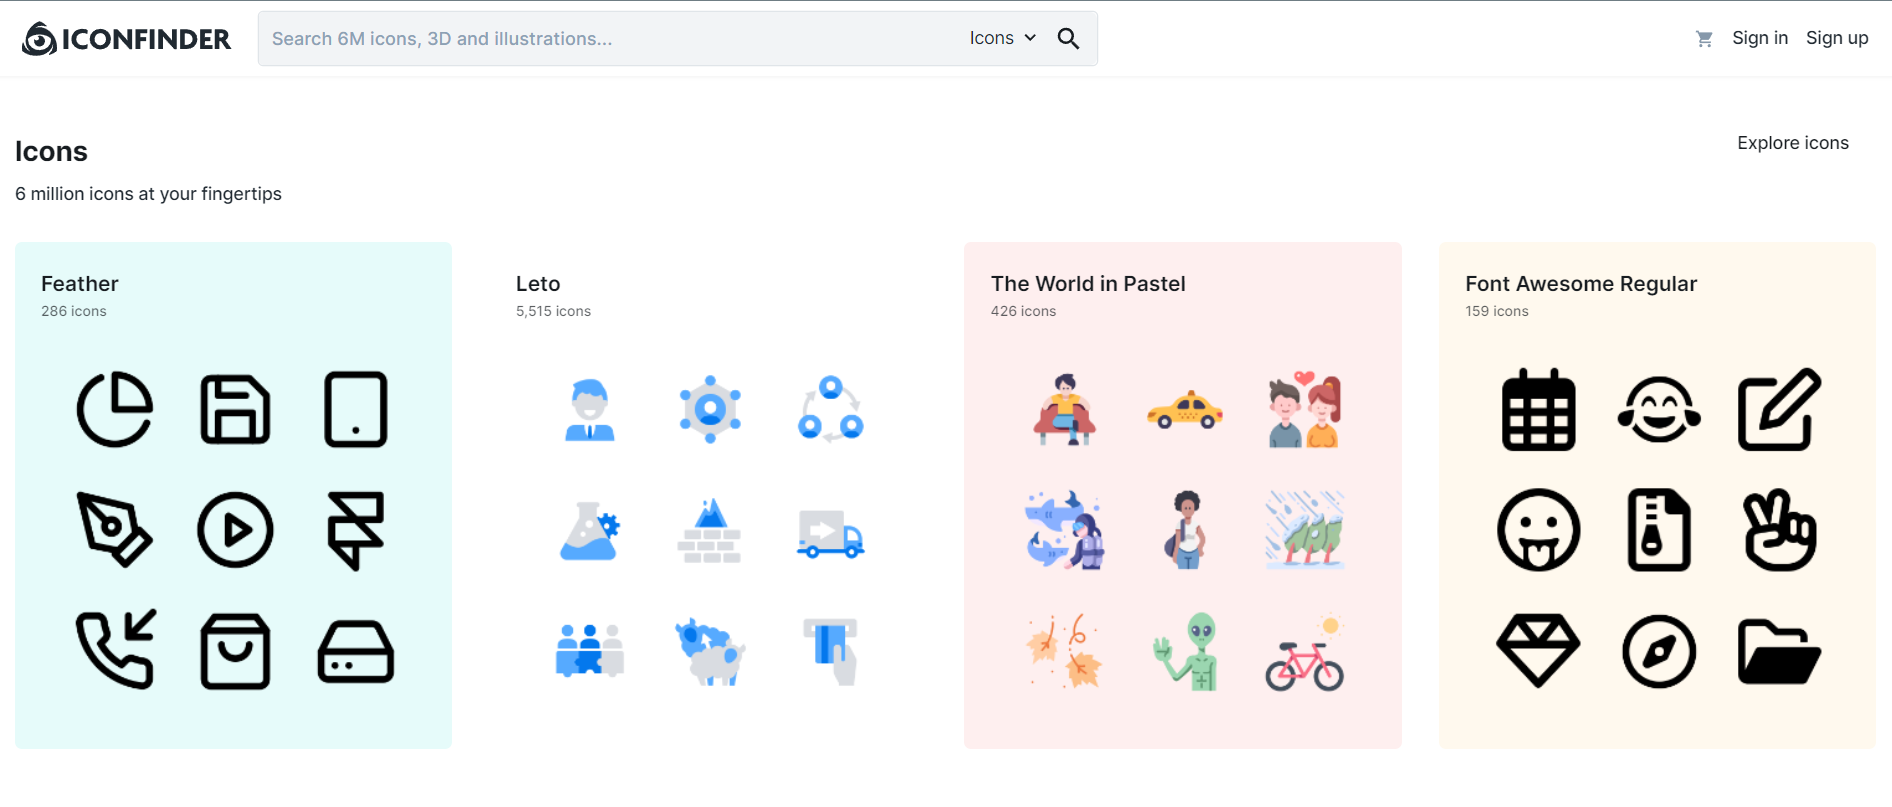 ICONFINDER
Search 6M icons, 3D and illustrations...
Icons
Sign in
Sign up
Icons
Explore icons
6 million icons at your fingertips
Feather
286 icons
Leto
5,515 icons
The World in Pastel
426 icons
Font Awesome Regular
159 icons